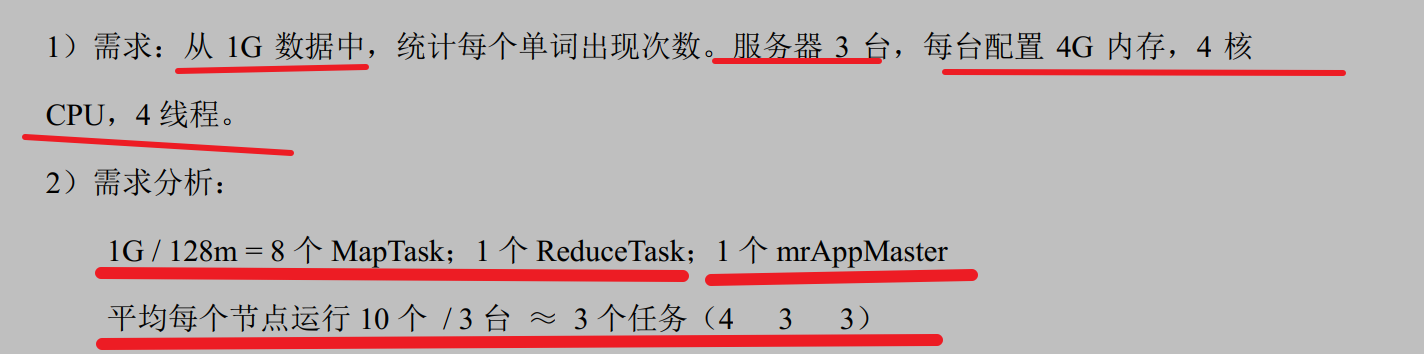 1）需求：从 1G 数据中，统计每个单词出现次数。服务器 3 台，每台配置 4G 内存，4 核
CPU，4 线程。
2）需求分析：
1G / 128m = 8 个 MapTask；1 个 ReduceTask；1 个 mrAppMaster
平均每个节点运行 10 个 / 3 台 ≈ 3 个任务（4 3 3）